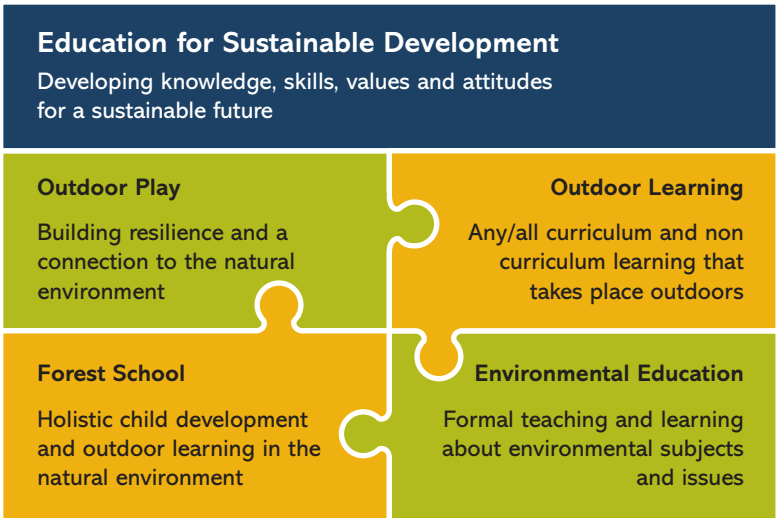 Education for Sustainable Development
Developing knowledge, skills, values and attitudes
for a sustainable future
Outdoor Play
Building resilience and a
connection to the natural
environment
Outdoor Learning
Any/all curriculum and non
curriculum learning that
takes place outdoors
Forest School
Holistic child development
and outdoor learning in the
natural environment
Environmental Education
Formal teaching and learning
about environmental subjects
and issues